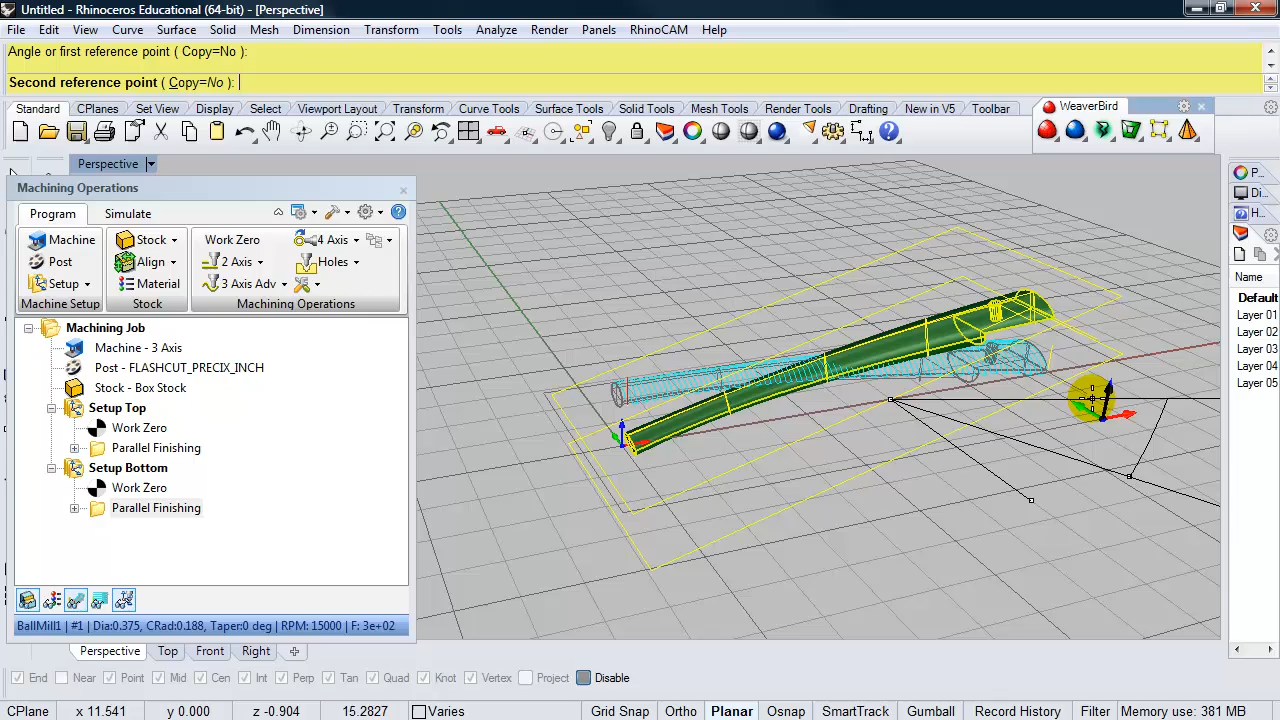 Untitled - Rhinoceros Educational (64-bit) - [Perspective]
File Edit View Curve Surface Solid Mesh Dimension Transform Tools Analyze Render Panels RhinoCAM Help
Angle or first reference point ( Copy=No ):
Second reference point ( Copy=No ):
Standard CPlanes Set View Display Select Viewport Layout Transform Curve Tools Surface Tools Solid Tools Mesh Tools Render Tools Drafting New in V5 Toolbar
WeaverBird
Perspective
Machining Operations
Program Simulate
Machine Stock Work Zero 4 Axis
Post Align 2 Axis Holes
Setup Material 3 Axis Adv
Machine Setup Stock Machining Operations
Machining Job
Machine - 3 Axis
Post - FLASHCUT_PRECIX_INCH
Stock - Box Stock
Setup Top
Work Zero
Parallel Finishing
Setup Bottom
Work Zero
Parallel Finishing
BallMill1 | #1 | Dia:0.375, CRad:0.188, Taper:0 deg | RPM: 15000 | F: 3e+02
P...
Di...
H...
Name
Default
Layer 01
Layer 02
Layer 03
Layer 04
Layer 05
Perspective Top Front Right
End Near Point Mid Cen Int Perp Tan Quad Knot Vertex Project Disable
CPlane x 11.541 y 0.000 z -0.904 15.2827 Varies Grid Snap Ortho Planar Osnap SmartTrack Gumball Record History Filter Memory use: 381 MB